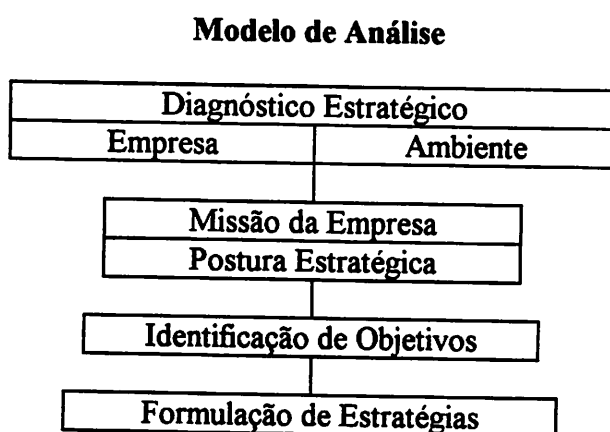 Modelo de Análise
Diagnóstico Estratégico
Empresa Ambiente
Missão da Empresa
Postura Estratégica
Identificação de Objetivos
Formulação de Estratégias